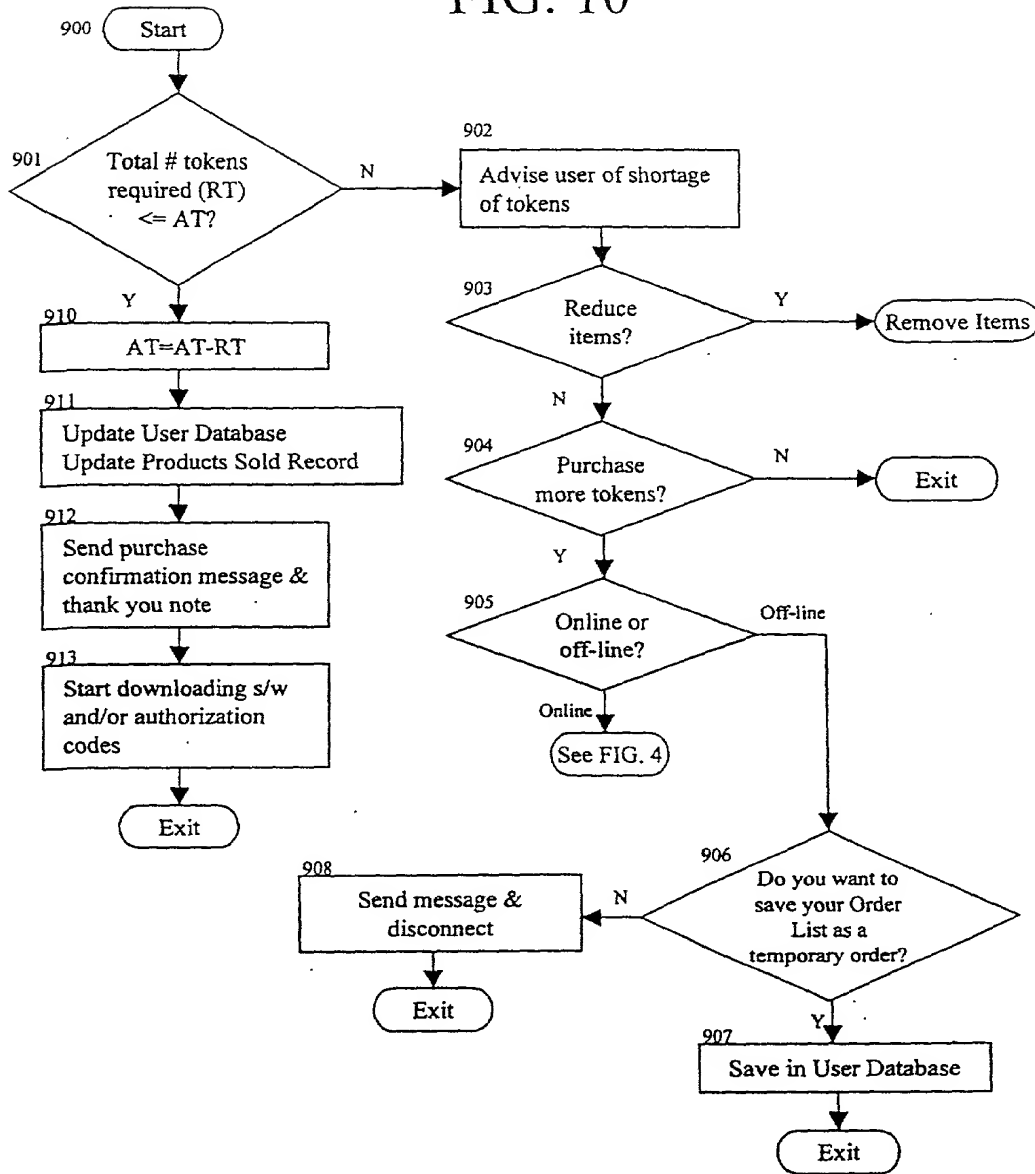 FIG. 10
900
Start
901
Total # tokens
required (RT)
<= AT?
N
902
Advise user of shortage
of tokens
903
Reduce
items?
Y
Remove Items
N
Y
910
AT=AT-RT
911
Update User Database
Update Products Sold Record
904
Purchase
more tokens?
N
Exit
912
Send purchase
confirmation message &
thank you note
Y
905
Online or
off-line?
Off-line
913
Start downloading s/w
and/or authorization
codes
Online
See FIG. 4
Exit
906
Do you want to
save your Order
List as a
temporary order?
N
908
Send message &
disconnect
Exit
Y
907
Save in User Database
Exit